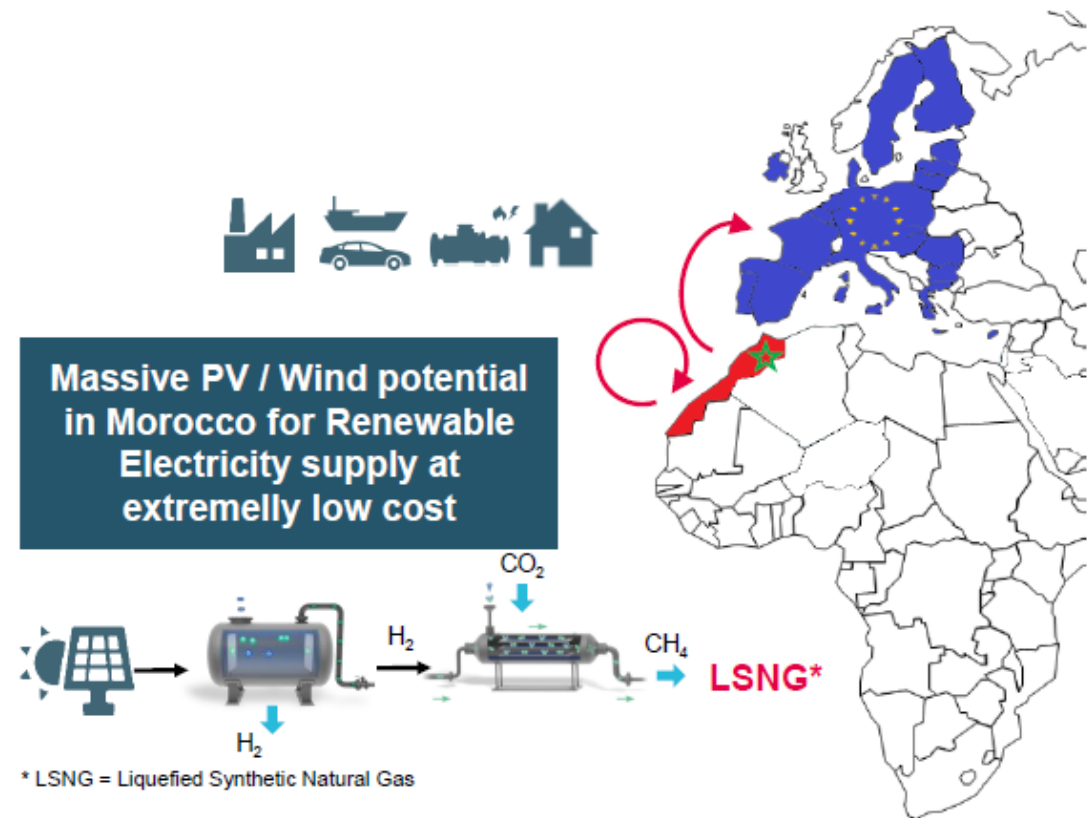 Massive PV / Wind potential
in Morocco for Renewable
Electricity supply at
extremelly low cost
CO₂
H₂
CH₄
LSNG*
H₂
* LSNG = Liquefied Synthetic Natural Gas